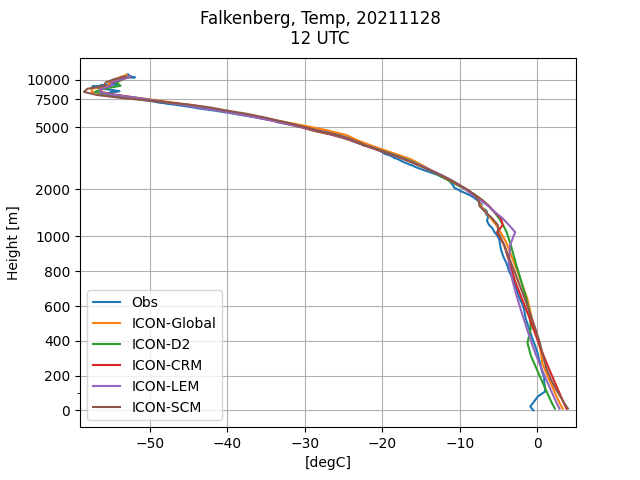 Falkenberg, Temp, 20211128
12 UTC
10000
7500
5000
2000
1000
800
600
400
200
0
Height [m]
Obs
ICON-Global
ICON-D2
ICON-CRM
ICON-LEM
ICON-SCM
−50
−40
−30
−20
−10
0
[degC]